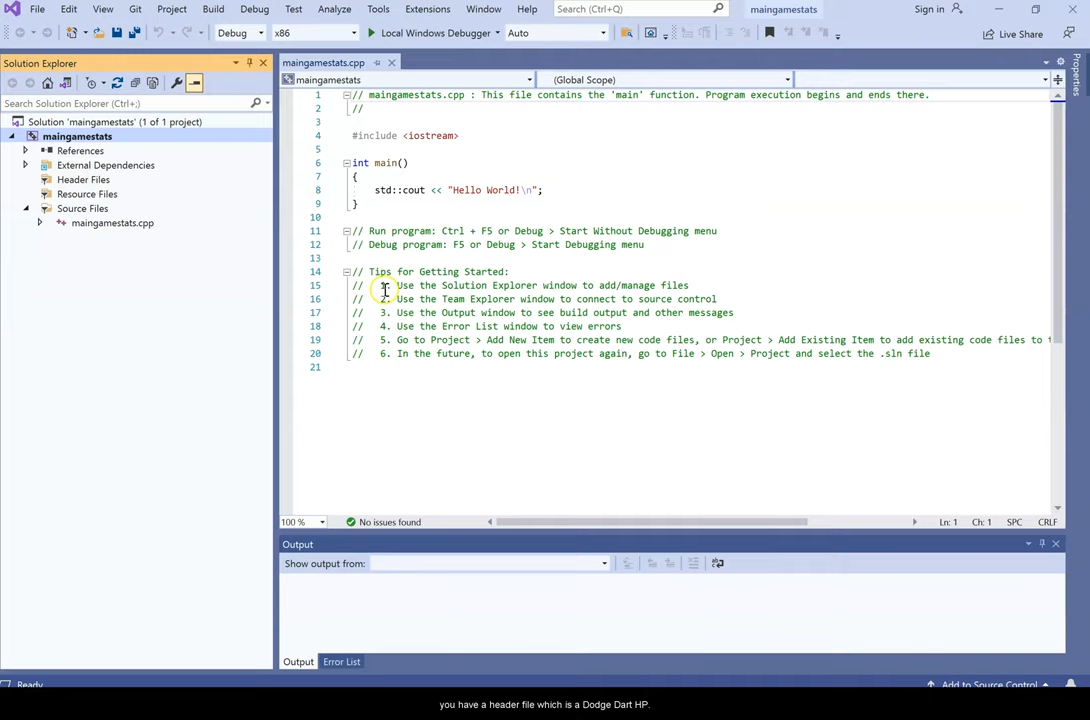 File Edit View Git Project Build Debug Test Analyze Tools Extensions Window Help Search (Ctrl+Q) maingamestats Sign in
Debug x86 Local Windows Debugger Auto Live Share
Solution Explorer
maingamestats.cpp
Properties
maingamestats (Global Scope)
Search Solution Explorer (Ctrl+;)
Solution 'maingamestats' (1 of 1 project)
maingamestats
References
External Dependencies
Header Files
Resource Files
Source Files
maingamestats.cpp
1 // maingamestats.cpp : This file contains the 'main' function. Program execution begins and ends there.
2 //
3
4 #include <iostream>
5
6 int main()
7 {
8 std::cout << "Hello World!\n";
9 }
10
11 // Run program: Ctrl + F5 or Debug > Start Without Debugging menu
12 // Debug program: F5 or Debug > Start Debugging menu
13
14 // Tips for Getting Started:
15 // 1. Use the Solution Explorer window to add/manage files
16 // 2. Use the Team Explorer window to connect to source control
17 // 3. Use the Output window to see build output and other messages
18 // 4. Use the Error List window to view errors
19 // 5. Go to Project > Add New Item to create new code files, or Project > Add Existing Item to add existing code files to t
20 // 6. In the future, to open this project again, go to File > Open > Project and select the .sln file
21
100 % No issues found Ln: 1 Ch: 1 SPC CRLF
Output
Show output from:
Output Error List
Ready Add to Source Control
you have a header file which is a Dodge Dart HP.